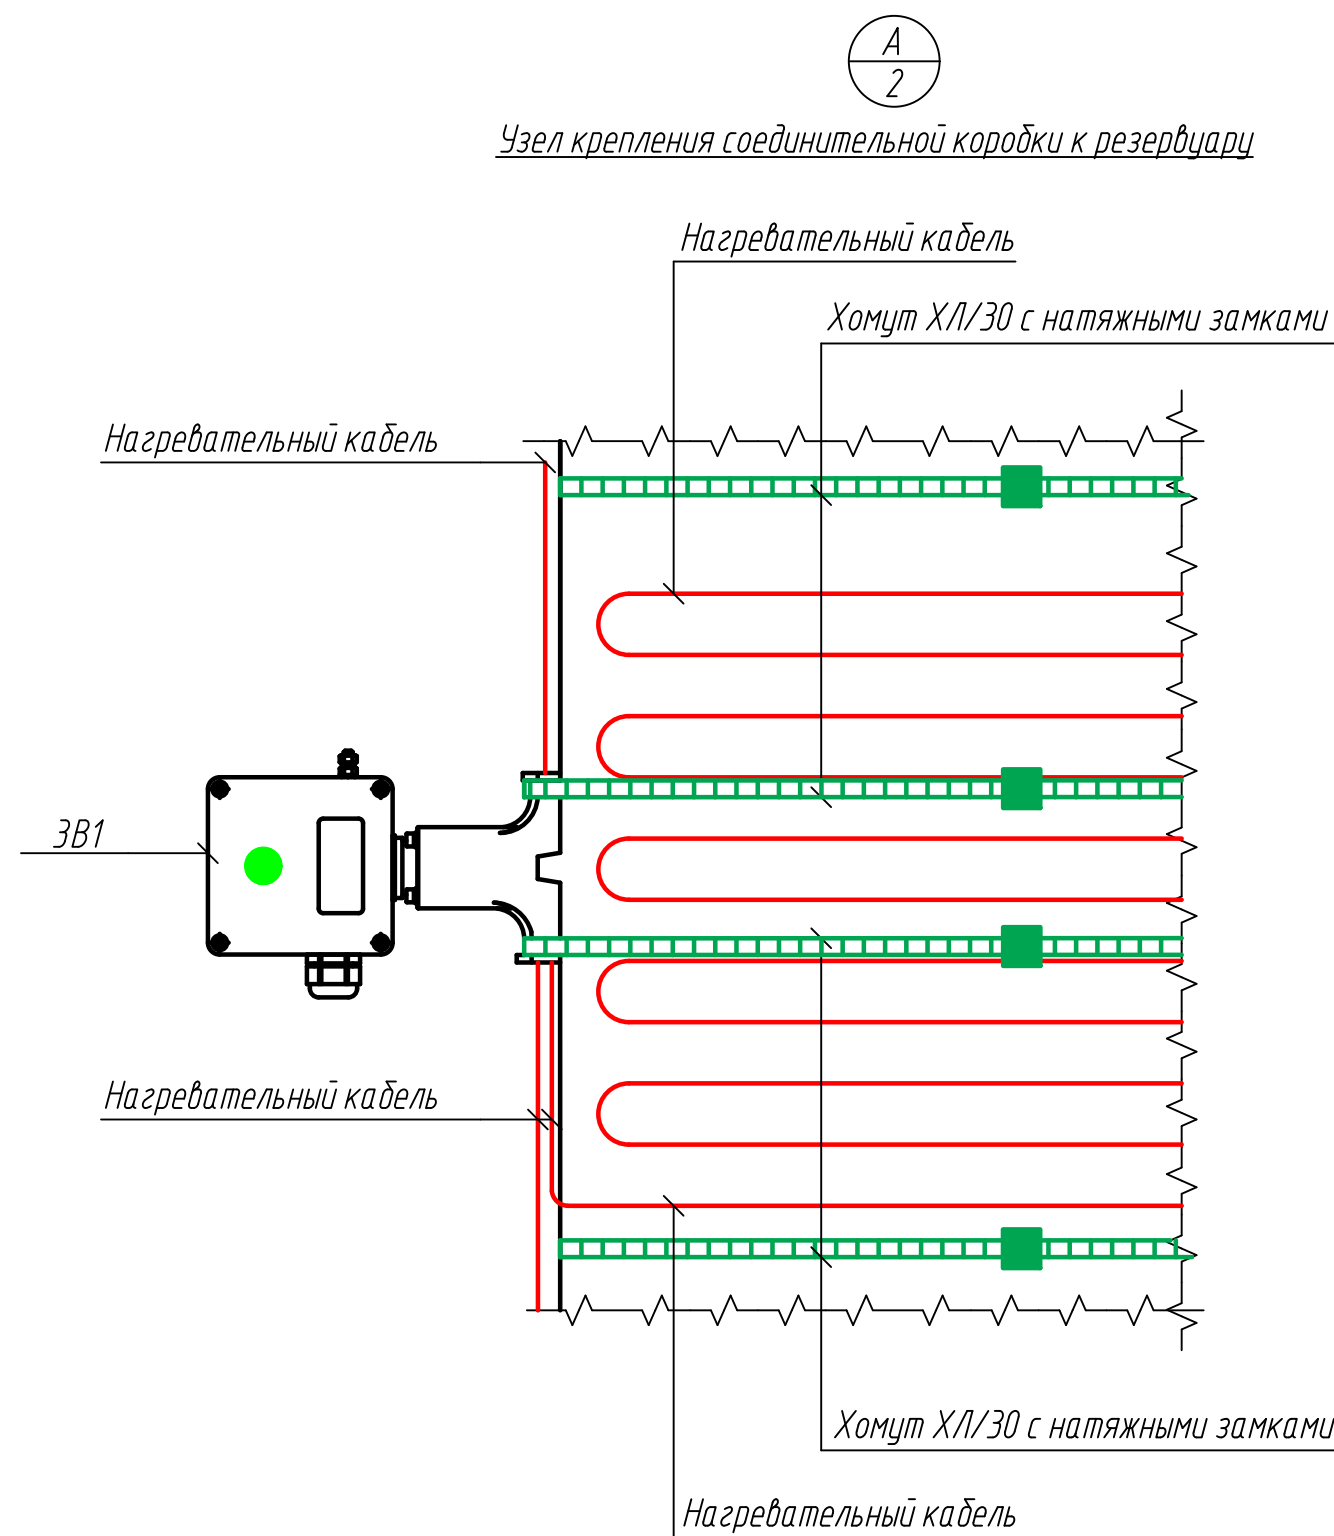 А
2
Узел крепления соединительной коробки к резервуару
Нагревательный кабель
Хомут ХЛ/30 с натяжными замками
Нагревательный кабель
3В1
Нагревательный кабель
Хомут ХЛ/30 с натяжными замками
Нагревательный кабель